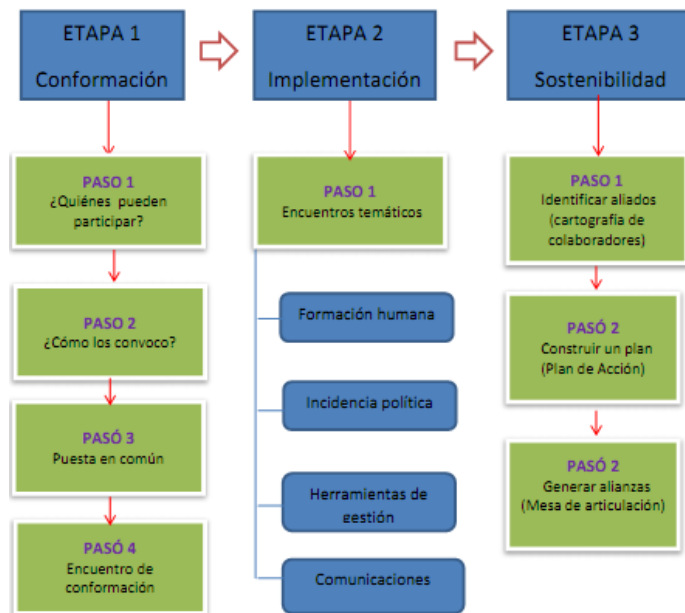 ETAPA 1
Conformación
ETAPA 2
Implementación
ETAPA 3
Sostenibilidad
PASO 1
¿Quiénes pueden
participar?
PASO 2
¿Cómo los convoco?
PASÓ 3
Puesta en común
PASÓ 4
Encuentro de
conformación
PASO 1
Encuentros temáticos
Formación humana
Incidencia política
Herramientas de
gestión
Comunicaciones
PASO 1
Identificar aliados
(cartografía de
colaboradores)
PASÓ 2
Construir un plan
(Plan de Acción)
PASÓ 2
Generar alianzas
(Mesa de articulación)